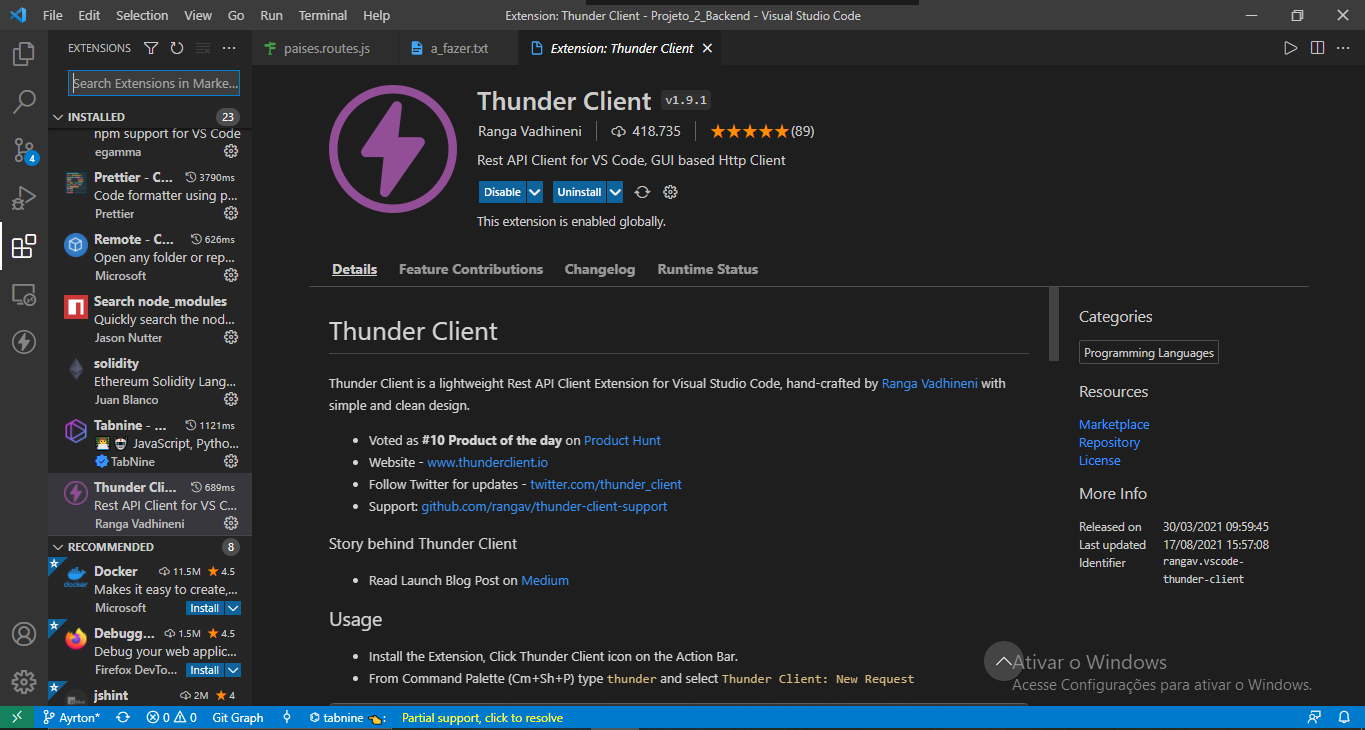 File Edit Selection View Go Run Terminal Help
Extension: Thunder Client - Projeto_2_Backend - Visual Studio Code
EXTENSIONS
paises.routes.js
a_fazer.txt
Extension: Thunder Client
Search Extensions in Marke...
INSTALLED 23
npm support for VS Code
egamma
Prettier - C... 3790ms
Code formatter using p...
Prettier
Remote - C... 626ms
Open any folder or rep...
Microsoft
Search node_modules
Quickly search the nod...
Jason Nutter
solidity
Ethereum Solidity Lang...
Juan Blanco
Tabnine - ... 1121ms
JavaScript, Pytho...
TabNine
Thunder Cli... 689ms
Rest API Client for VS C...
Ranga Vadhineni
RECOMMENDED 8
Docker 11.5M 4.5
Makes it easy to create,...
Microsoft Install
Debugg... 1.5M 4.5
Debug your web applic...
Firefox DevTo... Install
jshint 2M 4
4
Thunder Client v1.9.1
Ranga Vadhineni 418.735 (89)
Rest API Client for VS Code, GUI based Http Client
Disable Uninstall
This extension is enabled globally.
Details Feature Contributions Changelog Runtime Status
Thunder Client
Thunder Client is a lightweight Rest API Client Extension for Visual Studio Code, hand-crafted by Ranga Vadhineni with
simple and clean design.
• Voted as #10 Product of the day on Product Hunt
• Website - www.thunderclient.io
• Follow Twitter for updates - twitter.com/thunder_client
• Support: github.com/rangav/thunder-client-support
Story behind Thunder Client
• Read Launch Blog Post on Medium
Usage
• Install the Extension, Click Thunder Client icon on the Action Bar.
• From Command Palette (Cm+Sh+P) type thunder and select Thunder Client: New Request
Categories
Programming Languages
Resources
Marketplace
Repository
License
More Info
Released on 30/03/2021 09:59:45
Last updated 17/08/2021 15:57:08
Identifier rangav.vscode-
thunder-client
Ativar o Windows
Acesse Configurações para ativar o Windows.
Ayrton* 0 0 Git Graph tabnine : Partial support, click to resolve